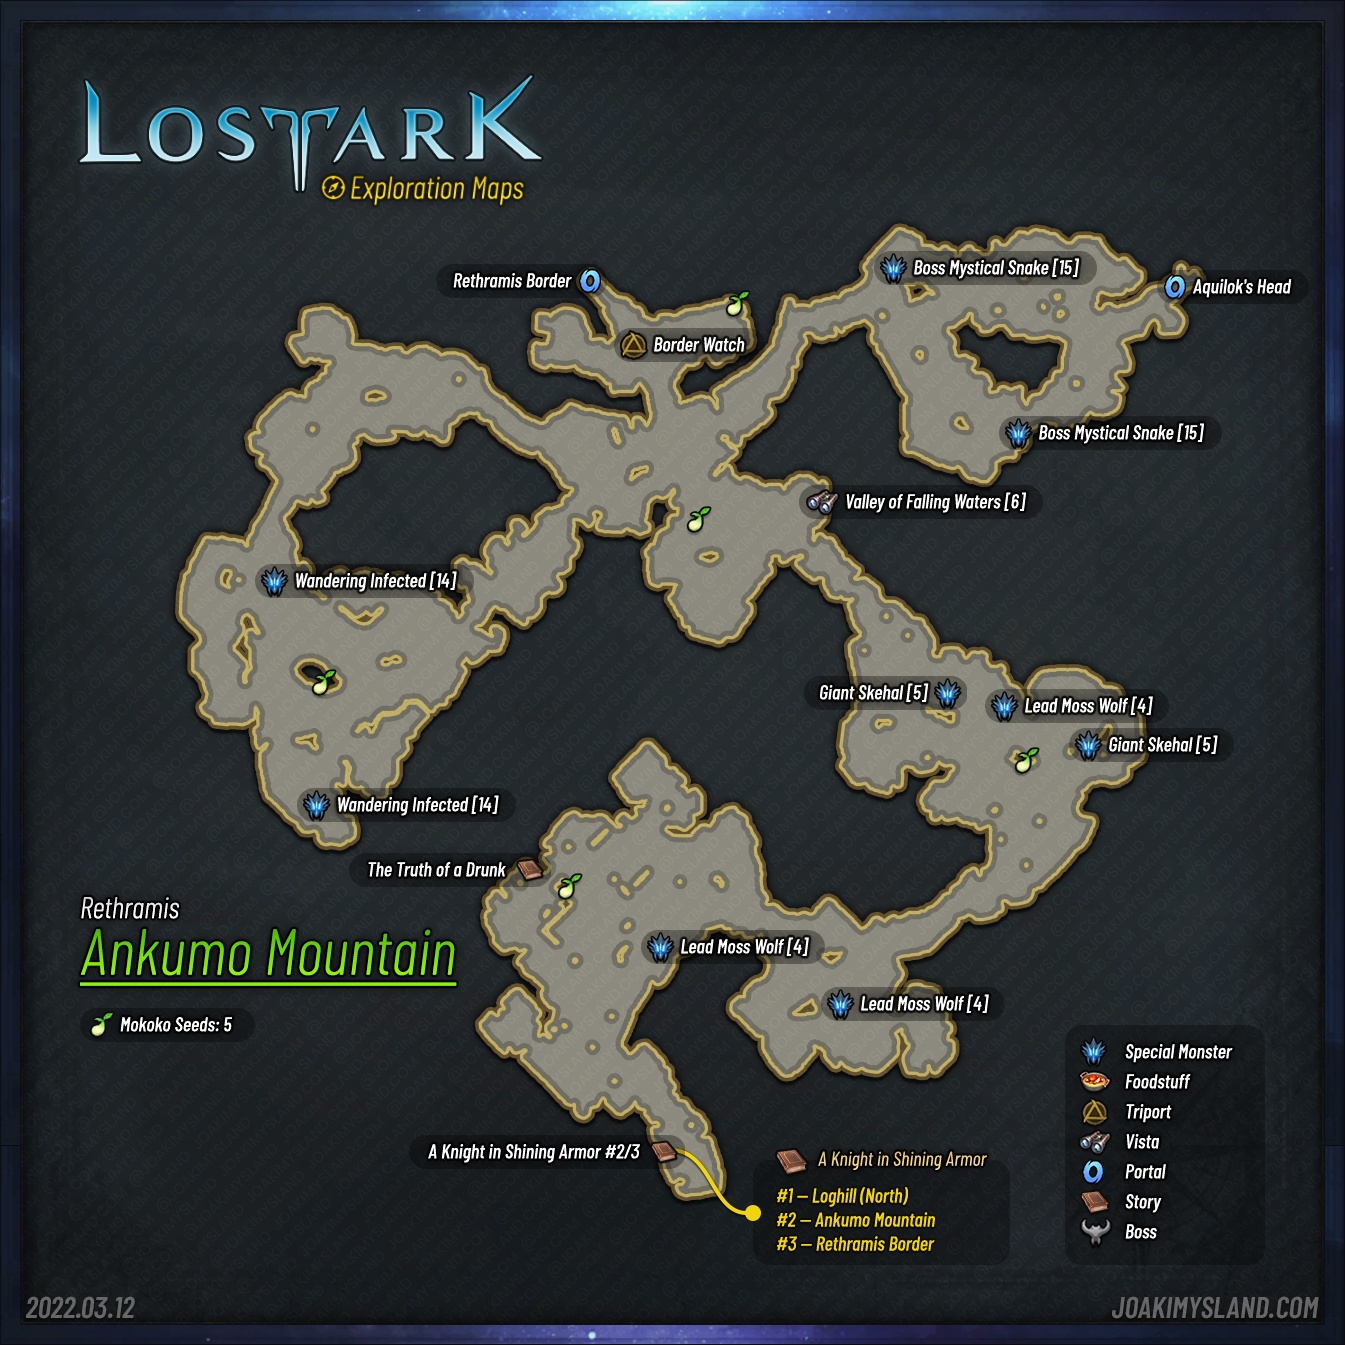 LOST ARK
Exploration Maps
Boss Mystical Snake [15]
Rethramis Border
Aquilok's Head
Border Watch
Boss Mystical Snake [15]
Valley of Falling Waters [6]
Wandering Infected [14]
Giant Skehal [5]
Lead Moss Wolf [4]
Giant Skehal [5]
Wandering Infected [14]
The Truth of a Drunk
Rethramis
Ankumo Mountain
Lead Moss Wolf [4]
Lead Moss Wolf [4]
Mokoko Seeds: 5
A Knight in Shining Armor #2/3
A Knight in Shining Armor
#1 – Loghill (North)
#2 – Ankumo Mountain
#3 – Rethramis Border
Special Monster
Foodstuff
Triport
Vista
Portal
Story
Boss
2022.03.12
JOAKIMYSLAND.COM